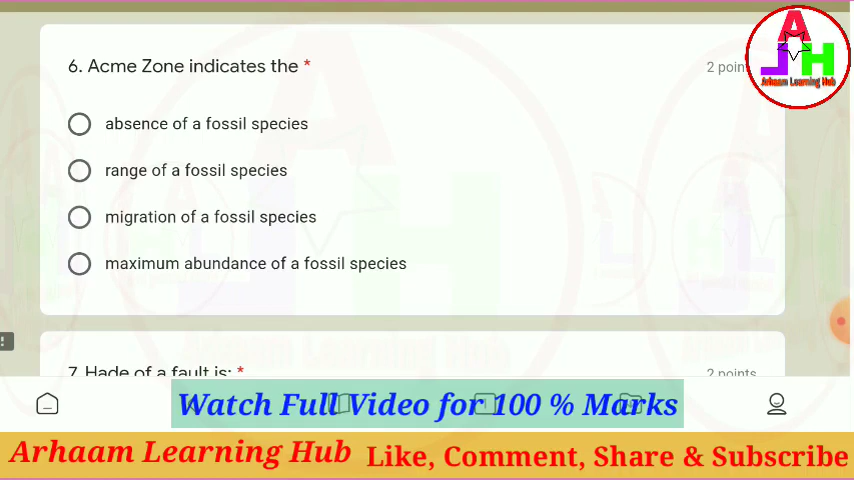 6. Acme Zone indicates the *
2 poin
absence of a fossil species
range of a fossil species
migration of a fossil species
maximum abundance of a fossil species
7. Hade of a fault is: *
2 points
Watch Full Video for 100 % Marks
Arhaam Learning Hub Like, Comment, Share & Subscribe
AJH
Arhaam Learning Hub